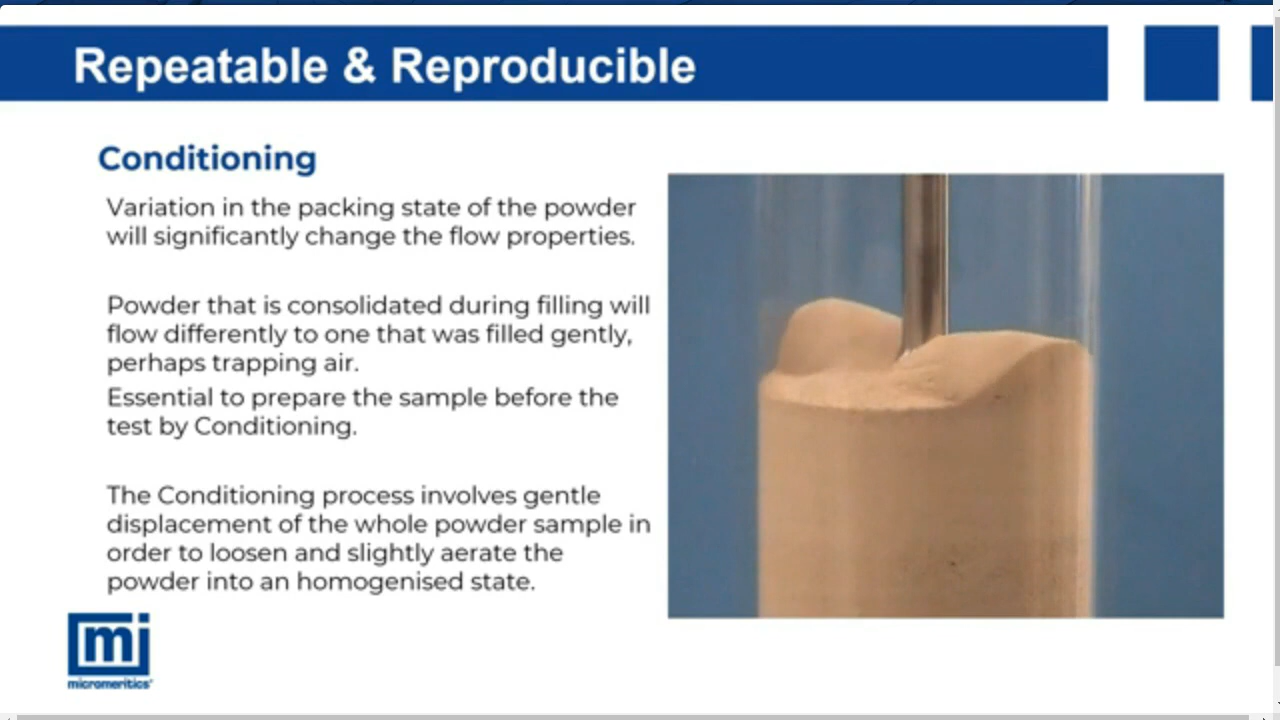 Repeatable & Reproducible
Conditioning
Variation in the packing state of the powder
will significantly change the flow properties.
Powder that is consolidated during filling will
flow differently to one that was filled gently,
perhaps trapping air.
Essential to prepare the sample before the
test by Conditioning.
The Conditioning process involves gentle
displacement of the whole powder sample in
order to loosen and slightly aerate the
powder into an homogenised state.
mi
micromeritics®